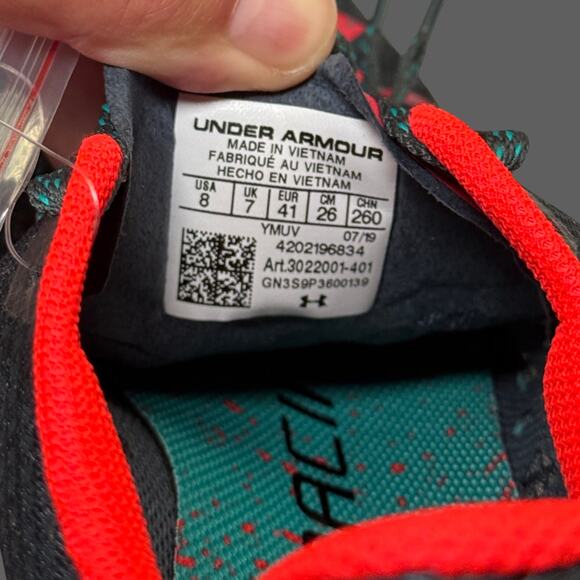 UNDER ARMOUR
MADE IN VIETNAM
FABRIQUÉ AU VIETNAM
HECHO EN VIETNAM
USA UK EUR CM CHN
8 7 41 26 260
YMUV 07/19
4202196834
Art.3022001-401
GN3S9P3600139